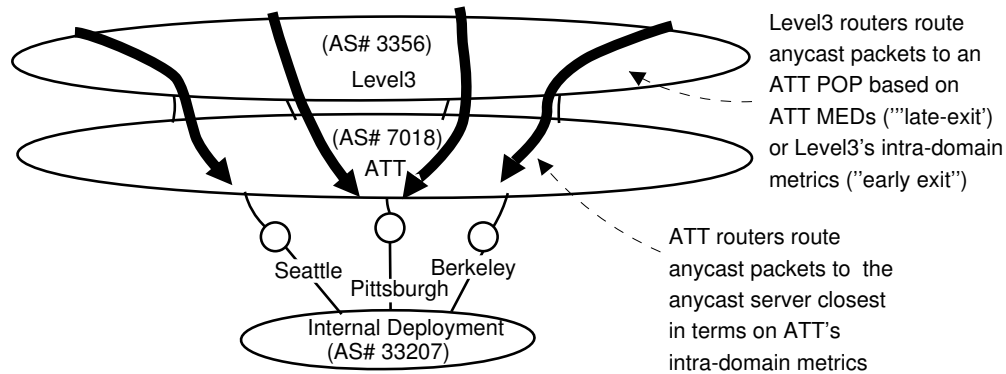 (AS# 3356)
Level3
(AS# 7018)
ATT
Seattle
Pittsburgh
Berkeley
Internal Deployment
(AS# 33207)
Level3 routers route
anycast packets to an
ATT POP based on
ATT MEDs ('''late-exit')
or Level3's intra-domain
metrics (''early exit'')
ATT routers route
anycast packets to the
anycast server closest
in terms on ATT's
intra-domain metrics